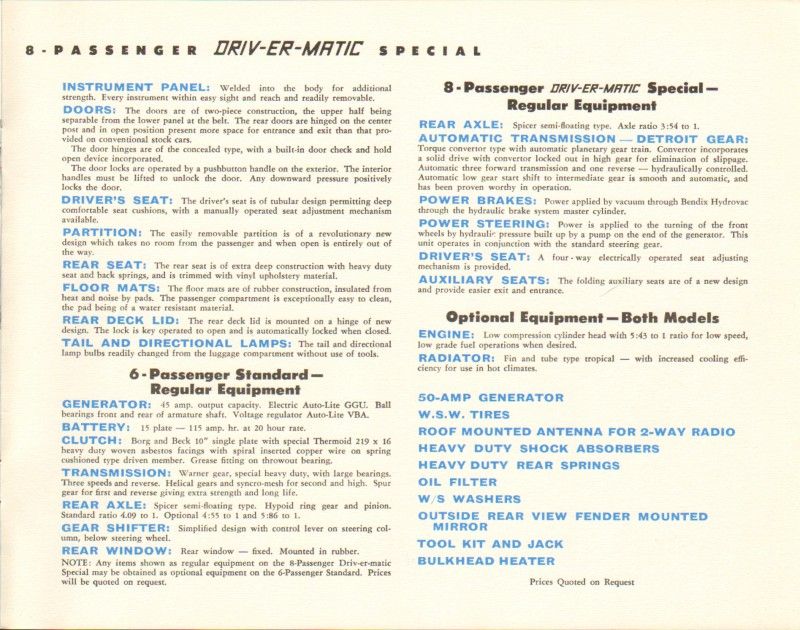 8-PASSENGER DRIV-ER-MATIC SPECIAL
INSTRUMENT PANEL: Welded into the body for additional
strength. Every instrument within easy sight and reach and readily removable.
DOORS: The doors are of two-piece construction, the upper half being
separable from the lower panel at the belt. The rear doors are hinged on the center
post and in open position present more space for entrance and exit than that pro-
vided on conventional stock cars.
The door hinges are of the concealed type, with a built-in door check and hold
open device incorporated.
The door locks are operated by a pushbutton handle on the exterior. The interior
handles must be lifted to unlock the door. Any downward pressure positively
locks the door.
DRIVER'S SEAT: The driver's seat is of tubular design permitting deep
comfortable seat cushions, with a manually operated seat adjustment mechanism
available.
PARTITION: The easily removable partition is of a revolutionary new
design which takes no room from the passenger and when open is entirely out of
the way.
REAR SEAT: The rear seat is of extra deep construction with heavy duty
seat and back springs, and is trimmed with vinyl upholstery material.
FLOOR MATS: The floor mats are of rubber construction, insulated from
heat and noise by pads. The passenger compartment is exceptionally easy to clean,
the pad being of a water resistant material.
REAR DECK LID: The rear deck lid is mounted on a hinge of new
design. The lock is key operated to open and is automatically locked when closed.
TAIL AND DIRECTIONAL LAMPS: The tail and directional
lamp bulbs readily changed from the luggage compartment without use of tools.
6-Passenger Standard—
Regular Equipment
GENERATOR: 45 amp. output capacity. Electric Auto-Lite GGU. Ball
bearings front and rear of armature shaft. Voltage regulator Auto-Lite VBA.
BATTERY: 15 plate — 115 amp. hr. at 20 hour rate.
CLUTCH: Borg and Beck 10" single plate with special Thermoid 219 x 16
heavy duty woven asbestos facings with spiral inserted copper wire on spring
cushioned type driven member. Grease fitting on throwout bearing.
TRANSMISSION: Warner gear, special heavy duty, with large bearings.
Three speeds and reverse. Helical gears and syncro-mesh for second and high. Spur
gear for first and reverse giving extra strength and long life.
REAR AXLE: Spicer semi-floating type. Hypoid ring gear and pinion.
Standard ratio 4.09 to 1. Optional 4:55 to 1 and 5:86 to 1.
GEAR SHIFTER: Simplified design with control lever on steering col-
umn, below steering wheel.
REAR WINDOW: Rear window — fixed. Mounted in rubber.
NOTE: Any items shown as regular equipment on the 8-Passenger Driv-er-matic
Special may be obtained as optional equipment on the 6-Passenger Standard. Prices
will be quoted on request.
8-Passenger DRIV-ER-MATIC Special—
Regular Equipment
REAR AXLE: Spicer semi-floating type. Axle ratio 3:54 to 1.
AUTOMATIC TRANSMISSION — DETROIT GEAR:
Torque convertor type with automatic planetary gear train. Convertor incorporates
a solid drive with convertor locked out in high gear for elimination of slippage.
Automatic three forward transmission and one reverse — hydraulically controlled.
Automatic low gear start shift to intermediate gear is smooth and automatic, and
has been proven worthy in operation.
POWER BRAKES: Power applied by vacuum through Bendix Hydrovac
through the hydraulic brake system master cylinder.
POWER STEERING: Power is applied to the turning of the front
wheels by hydraulic pressure built up by a pump on the end of the generator. This
unit operates in conjunction with the standard steering gear.
DRIVER'S SEAT: A four-way electrically operated seat adjusting
mechanism is provided.
AUXILIARY SEATS: The folding auxiliary seats are of a new design
and provide easier exit and entrance.
Optional Equipment—Both Models
ENGINE: Low compression cylinder head with 5:43 to 1 ratio for low speed,
low grade fuel operations when desired.
RADIATOR: Fin and tube type tropical — with increased cooling effi-
ciency for use in hot climates.
50-AMP GENERATOR
W.S.W. TIRES
ROOF MOUNTED ANTENNA FOR 2-WAY RADIO
HEAVY DUTY SHOCK ABSORBERS
HEAVY DUTY REAR SPRINGS
OIL FILTER
W/S WASHERS
OUTSIDE REAR VIEW FENDER MOUNTED
MIRROR
TOOL KIT AND JACK
BULKHEAD HEATER
Prices Quoted on Request